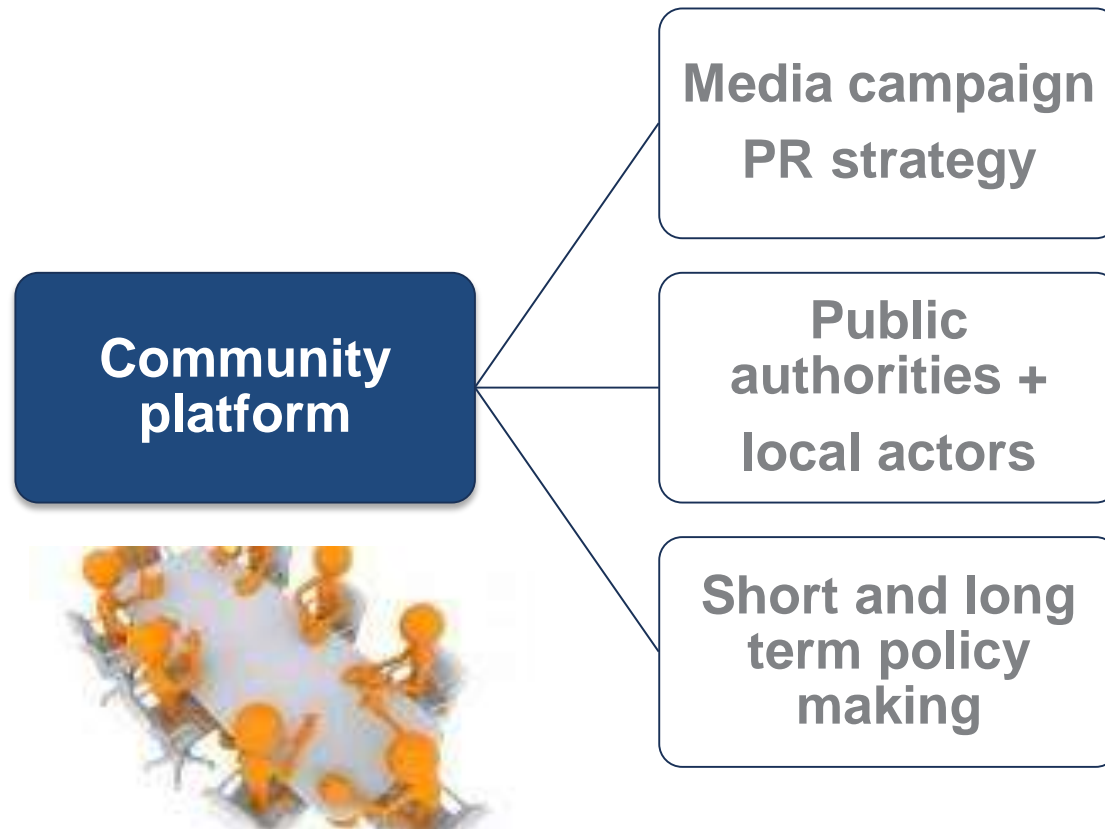 Community
platform
Media campaign
PR strategy
Public
authorities +
local actors
Short and long
term policy
making